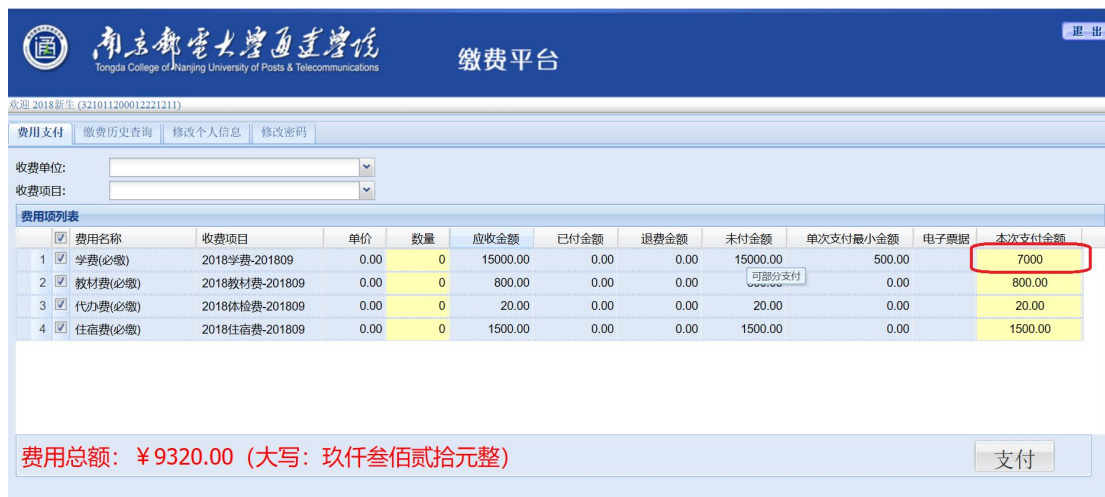 退 出
南京邮电大学通达学院
Tongda College of Nanjing University of Posts & Telecommunications
缴费平台
欢迎 2018新生 (321011200012221211)
费用支付 缴费历史查询 修改个人信息 修改密码
收费单位:
收费项目:
费用项列表
费用名称 收费项目 单价 数量 应收金额 已付金额 退费金额 未付金额 单次支付最小金额 电子票据 本次支付金额
1 学费(必缴) 2018学费-201809 0.00 0 15000.00 0.00 0.00 15000.00 500.00 7000
可部分支付
2 教材费(必缴) 2018教材费-201809 0.00 0 800.00 0.00 0.00 0.00 800.00
3 代办费(必缴) 2018体检费-201809 0.00 0 20.00 0.00 0.00 20.00 0.00 20.00
4 住宿费(必缴) 2018住宿费-201809 0.00 0 1500.00 0.00 0.00 1500.00 0.00 1500.00
费用总额：￥9320.00（大写：玖仟叁佰贰拾元整）
支付